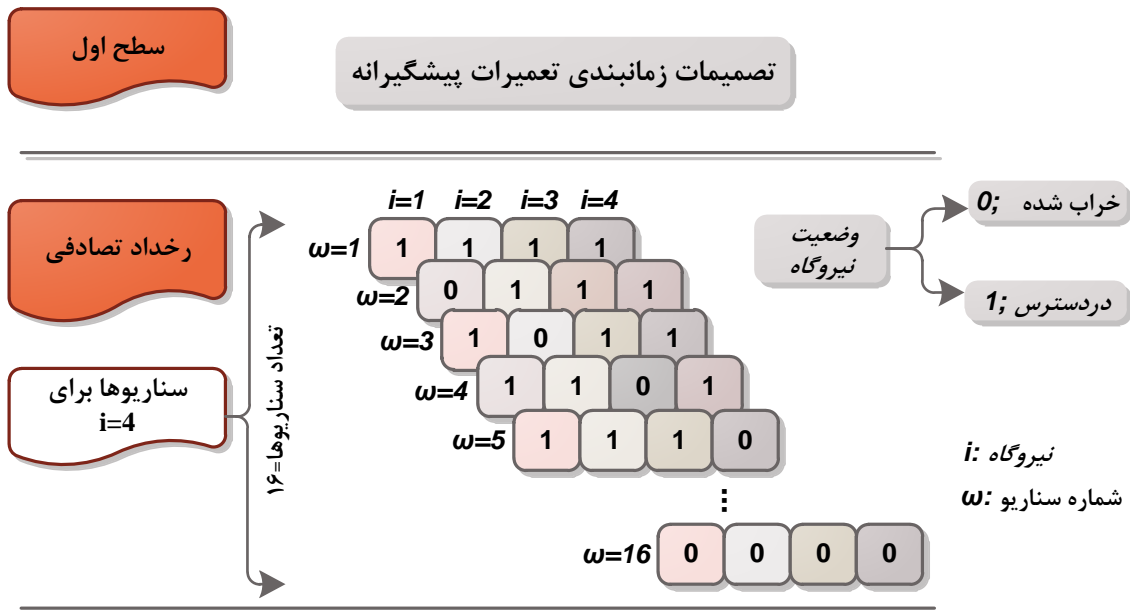 سطح اول
تصمیمات زمانبندی تعمیرات پیشگیرانه
رخداد تصادفی
سناریوها برای
i=4
تعداد سناریوها=۱۶
i=1 i=2 i=3 i=4
ω=1 1 1 1 1
ω=2 0 1 1 1
ω=3 1 0 1 1
ω=4 1 1 0 1
ω=5 1 1 1 0
⋮
ω=16 0 0 0 0
وضعیت
نیروگاه
خراب شده ;0
دردسترس ;1
نیروگاه :i
شماره سناریو :ω